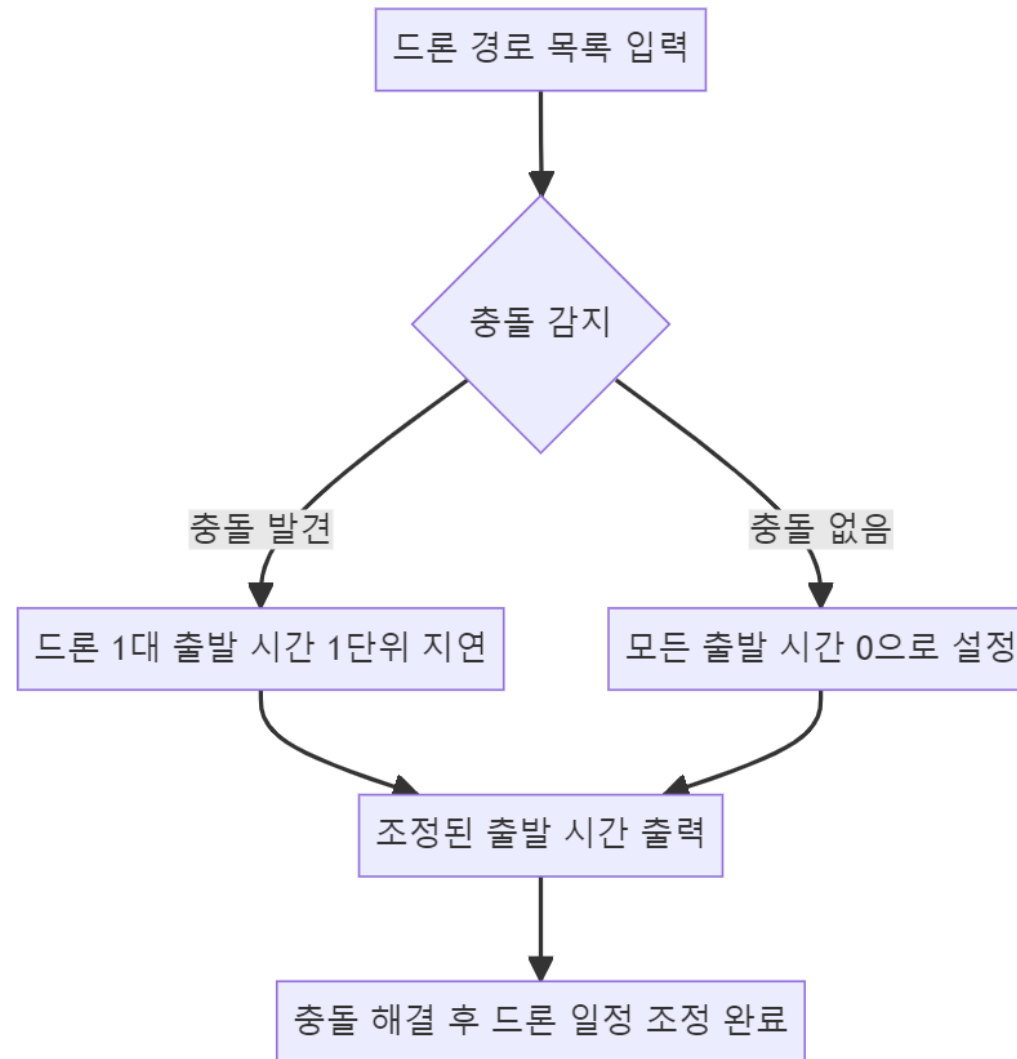 드론 경로 목록 입력
충돌 감지
충돌 발견
충돌 없음
드론 1대 출발 시간 1단위 지연
모든 출발 시간 0으로 설정
조정된 출발 시간 출력
충돌 해결 후 드론 일정 조정 완료